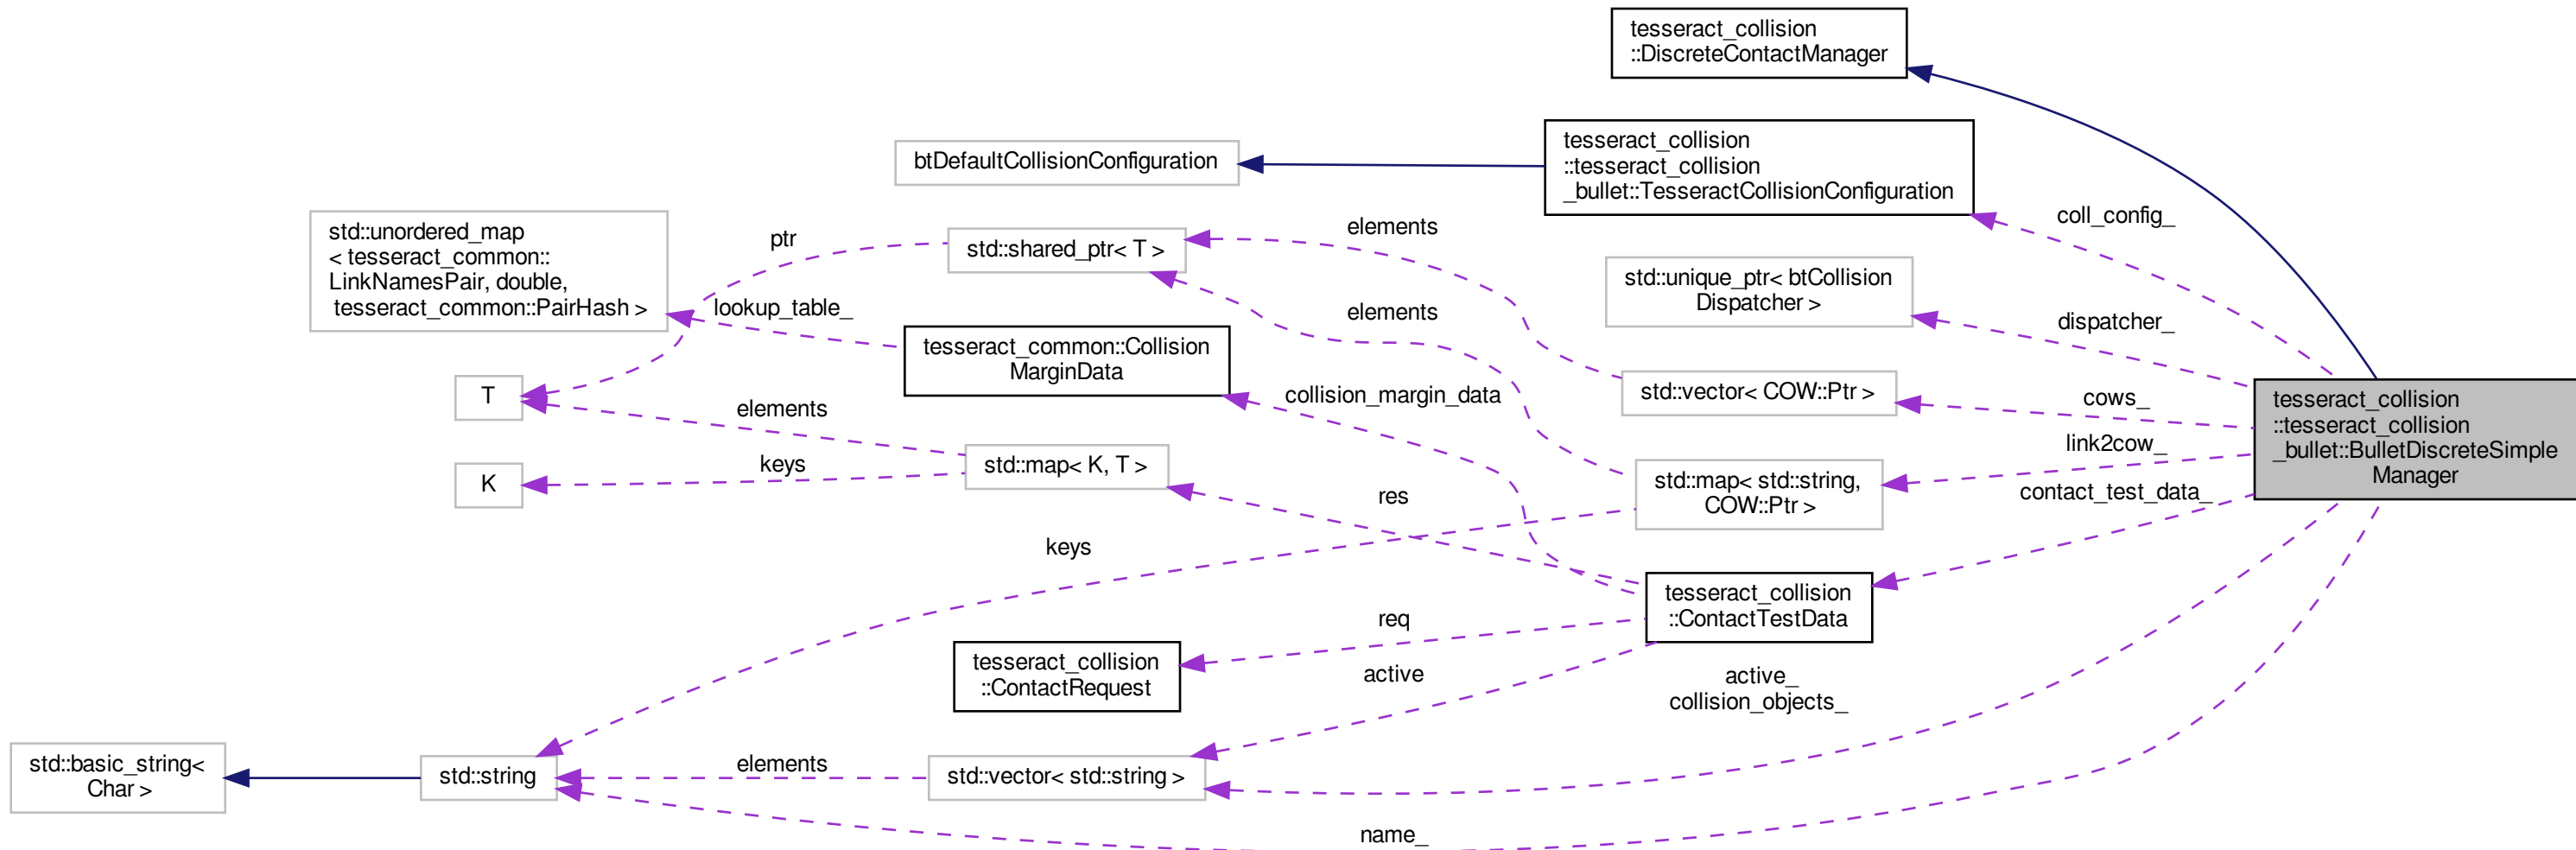 tesseract_collision
::DiscreteContactManager
btDefaultCollisionConfiguration
tesseract_collision
::tesseract_collision
_bullet::TesseractCollisionConfiguration
coll_config_
std::unordered_map
< tesseract_common::
LinkNamesPair, double,
tesseract_common::PairHash >
ptr
std::shared_ptr< T >
elements
std::unique_ptr< btCollision
Dispatcher >
dispatcher_
lookup_table_
elements
tesseract_common::Collision
MarginData
T
elements
collision_margin_data
std::vector< COW::Ptr >
cows_
tesseract_collision
::tesseract_collision
_bullet::BulletDiscreteSimple
Manager
K
keys
std::map< K, T >
res
std::map< std::string,
COW::Ptr >
link2cow_
contact_test_data_
keys
tesseract_collision
::ContactTestData
req
tesseract_collision
::ContactRequest
active
active_
collision_objects_
std::basic_string<
Char >
std::string
elements
std::vector< std::string >
name_